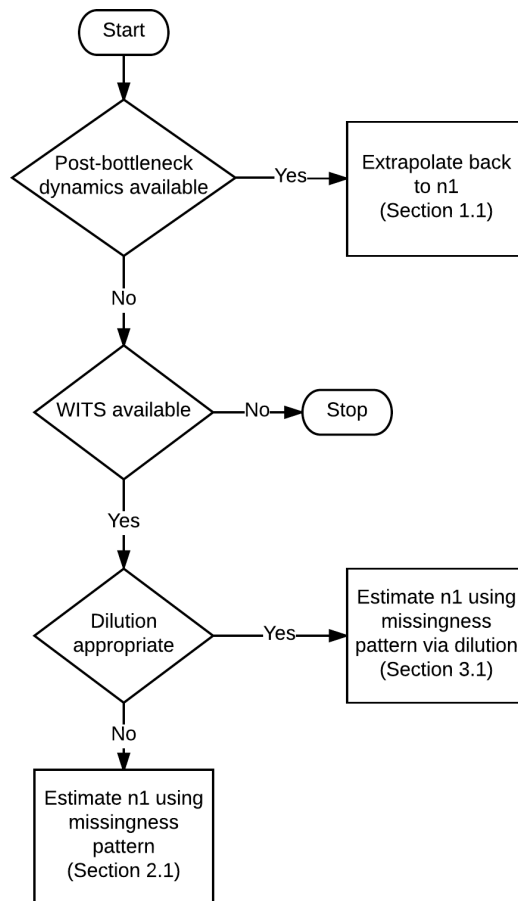 Start
Post-bottleneck
dynamics available
Yes
Extrapolate back
to n1
(Section 1.1)
No
WITS available
No
Stop
Yes
Dilution
appropriate
Yes
Estimate n1 using
missingness
pattern via dilution
(Section 3.1)
No
Estimate n1 using
missingness
pattern
(Section 2.1)